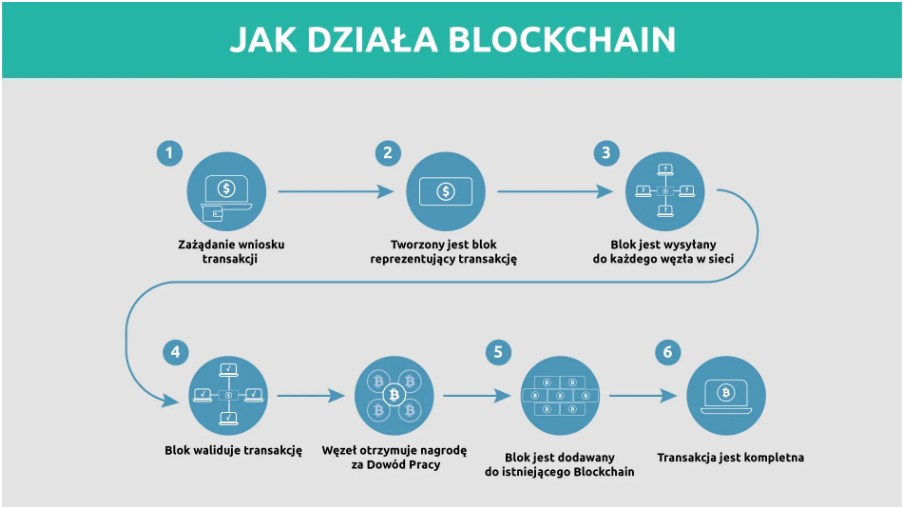 JAK DZIAŁA BLOCKCHAIN
1
Zażądanie wniosku
transakcji
2
Tworzony jest blok
reprezentujący transakcję
3
Blok jest wysyłany
do każdego węzła w sieci
4
Blok waliduje transakcję
Węzeł otrzymuje nagrodę
za Dowód Pracy
5
Blok jest dodawany
do istniejącego Blockchain
6
Transakcja jest kompletna